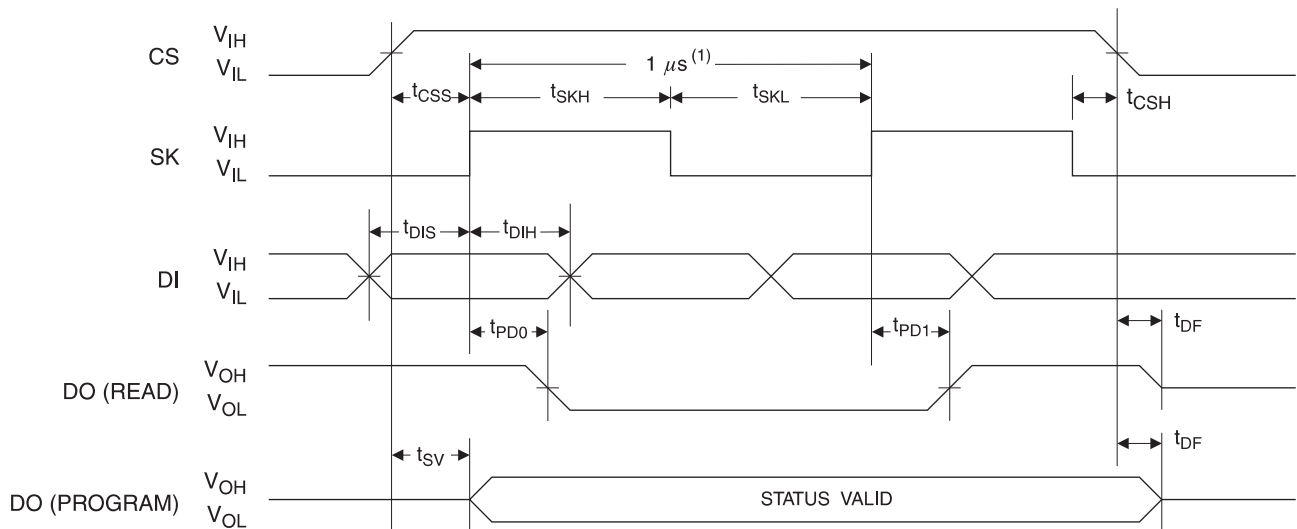 CS
VIH
VIL
1 μs(1)
tCSS
tSKH
tSKL
tCSH
SK
VIH
VIL
tDIS
tDIH
DI
VIH
VIL
tPD0
tPD1
tDF
DO (READ)
VOH
VOL
tSV
tDF
DO (PROGRAM)
VOH
VOL
STATUS VALID